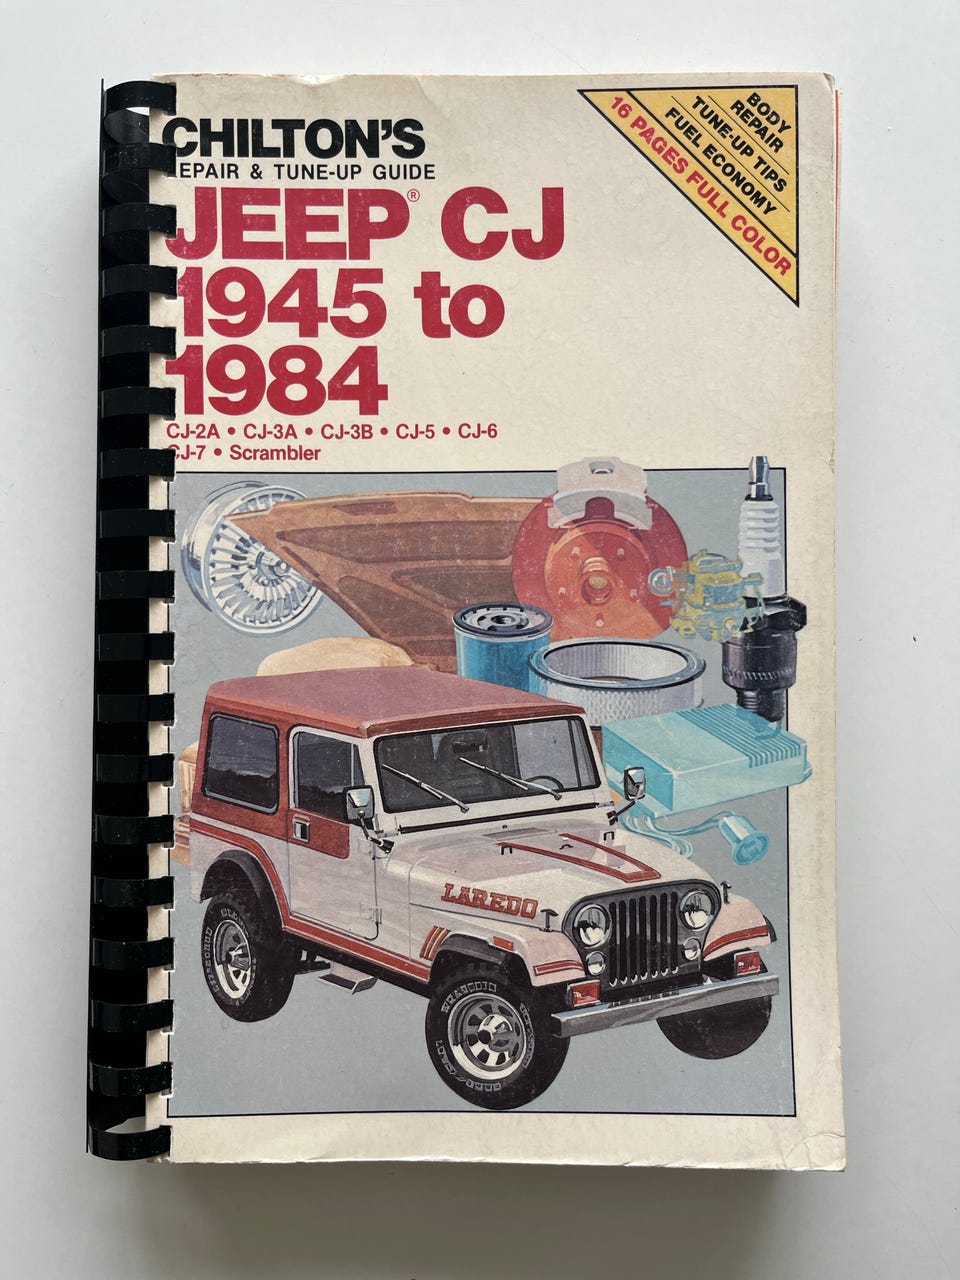 CHILTON'S
EPAIR & TUNE-UP GUIDE
JEEP® CJ
1945 to
1984
CJ-2A • CJ-3A • CJ-3B • CJ-5 • CJ-6
CJ-7 • Scrambler
BODY
REPAIR
TUNE-UP TIPS
FUEL ECONOMY
16 PAGES FULL COLOR
LAREDO